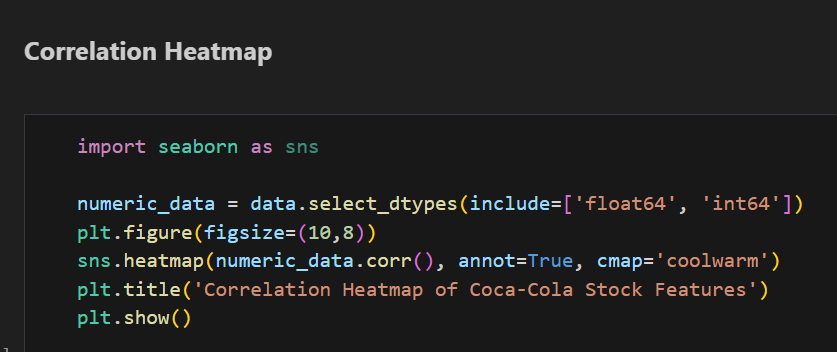 Correlation Heatmap
import seaborn as sns
numeric_data = data.select_dtypes(include=['float64', 'int64'])
plt.figure(figsize=(10,8))
sns.heatmap(numeric_data.corr(), annot=True, cmap='coolwarm')
plt.title('Correlation Heatmap of Coca-Cola Stock Features')
plt.show()